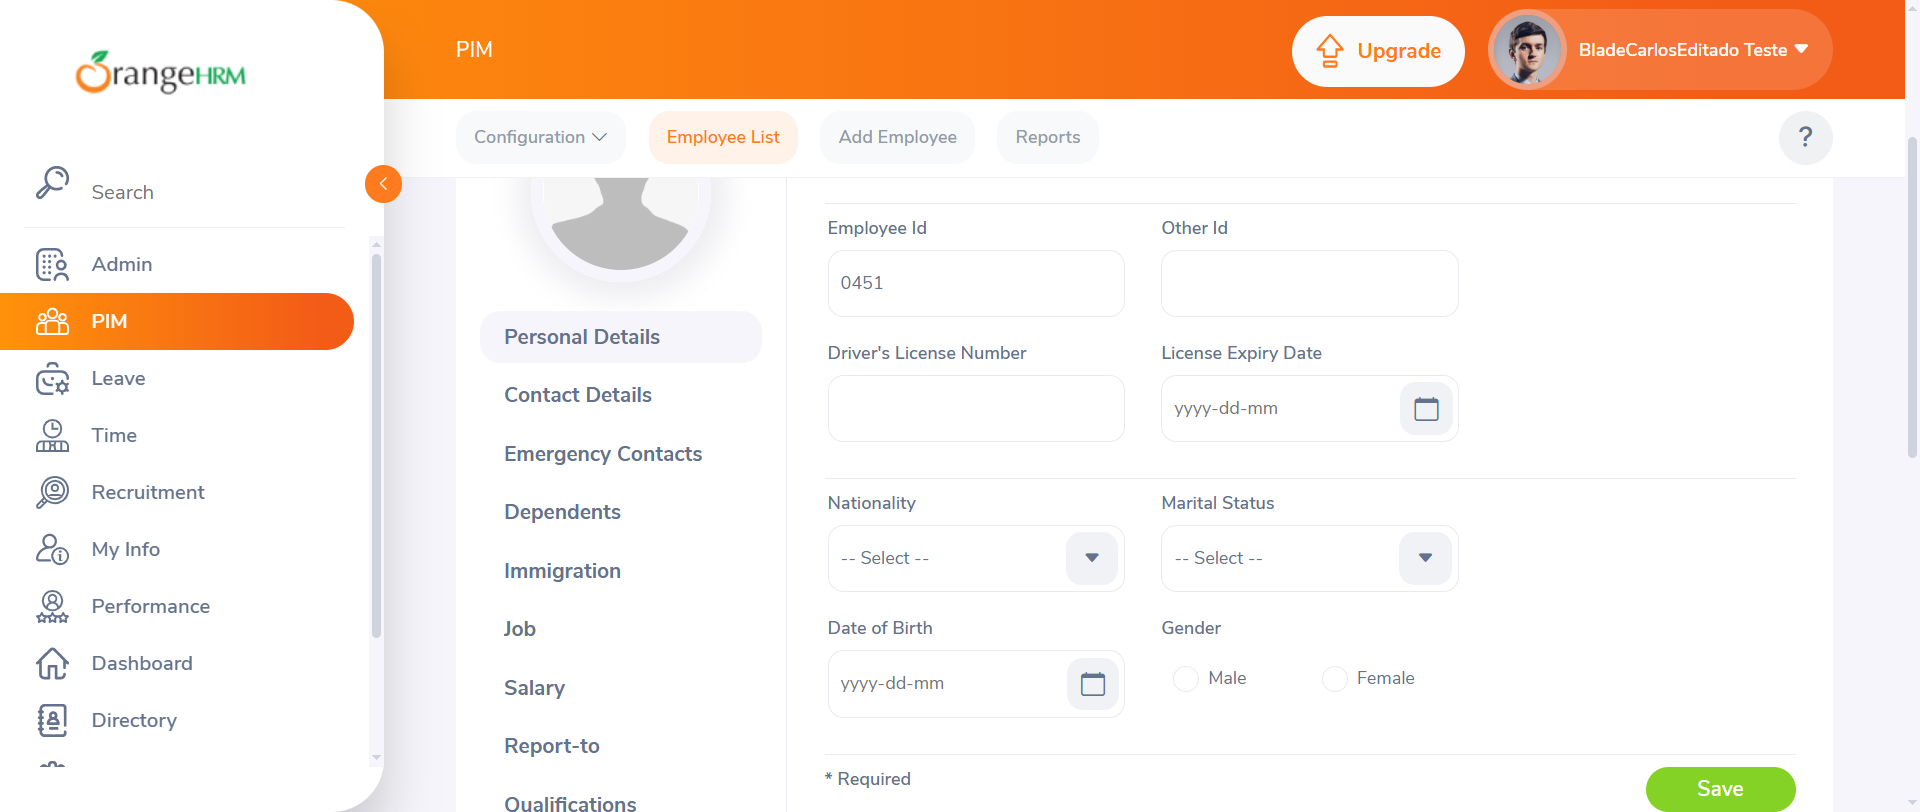 OrangeHRM
PIM
Upgrade
BladeCarlosEditado Teste
Configuration
Employee List
Add Employee
Reports
?
Search
Admin
PIM
Leave
Time
Recruitment
My Info
Performance
Dashboard
Directory
Personal Details
Contact Details
Emergency Contacts
Dependents
Immigration
Job
Salary
Report-to
Qualifications
Employee Id
Other Id
0451
Driver's License Number
License Expiry Date
yyyy-dd-mm
Nationality
Marital Status
-- Select --
-- Select --
Date of Birth
Gender
yyyy-dd-mm
Male
Female
* Required
Save